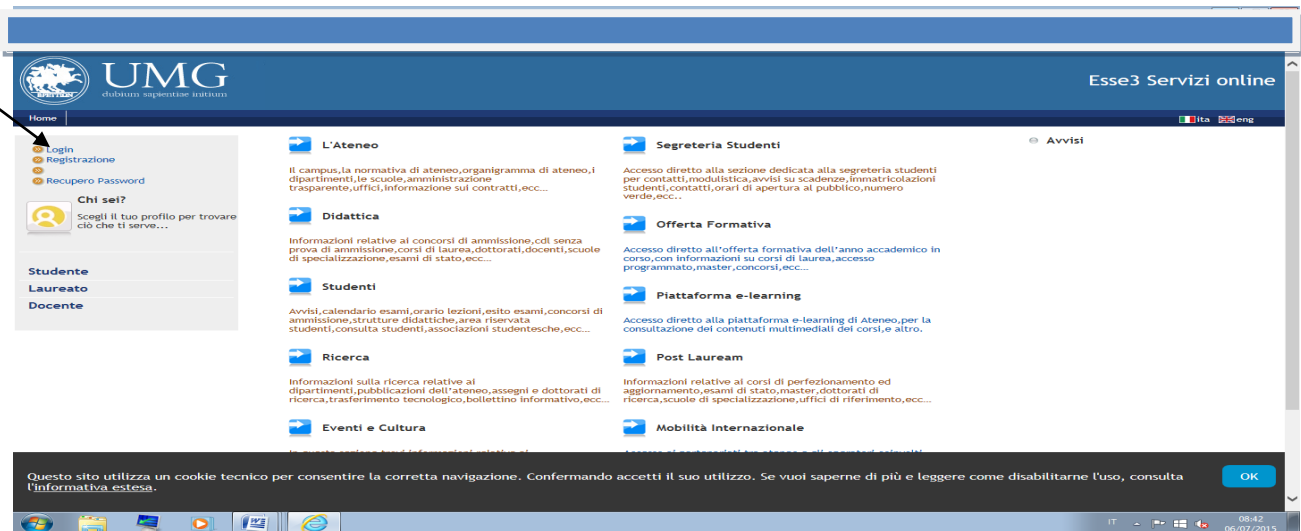 UMG
dubium sapientiae initium
Esse3 Servizi online
Home
ita eng
Login
Registrazione
Recupero Password
Chi sei?
Scegli il tuo profilo per trovare
ciò che ti serve...
Studente
Laureato
Docente
L'Ateneo
Il campus,la normativa di ateneo,organigramma di ateneo,i
dipartimenti,le scuole,amministrazione
trasparente,uffici,informazione sui contratti,ecc...
Didattica
Informazioni relative ai concorsi di ammissione,cdl senza
prova di ammissione,corsi di laurea,dottorati,docenti,scuole
di specializzazione,esami di stato,ecc...
Studenti
Avvisi,calendario esami,orario lezioni,esito esami,concorsi di
ammissione,strutture didattiche,area riservata
studenti,consulta studenti,associazioni studentesche,ecc...
Ricerca
Informazioni sulla ricerca relative ai
dipartimenti,pubblicazioni dell'ateneo,assegni e dottorati di
ricerca,trasferimento tecnologico,bollettino informativo,ecc...
Eventi e Cultura
Segreteria Studenti
Accesso diretto alla sezione dedicata alla segreteria studenti
per contatti,modulistica,avvisi su scadenze,immatricolazioni
studenti,contatti,orari di apertura al pubblico,numero
verde,ecc..
Offerta Formativa
Accesso diretto all'offerta formativa dell'anno accademico in
corso,con informazioni su corsi di laurea,accesso
programmato,master,concorsi,ecc...
Piattaforma e-learning
Accesso diretto alla piattaforma e-learning di Ateneo,per la
consultazione dei contenuti multimediali dei corsi,e altro.
Post Lauream
Informazioni relative ai corsi di perfezionamento ed
aggiornamento,esami di stato,master,dottorati di
ricerca,scuole di specializzazione,uffici di riferimento,ecc...
Mobilità Internazionale
Avvisi
Questo sito utilizza un cookie tecnico per consentire la corretta navigazione. Confermando accetti il suo utilizzo. Se vuoi saperne di più e leggere come disabilitarne l'uso, consulta
l'informativa estesa.
OK
IT
08:42
06/07/2015